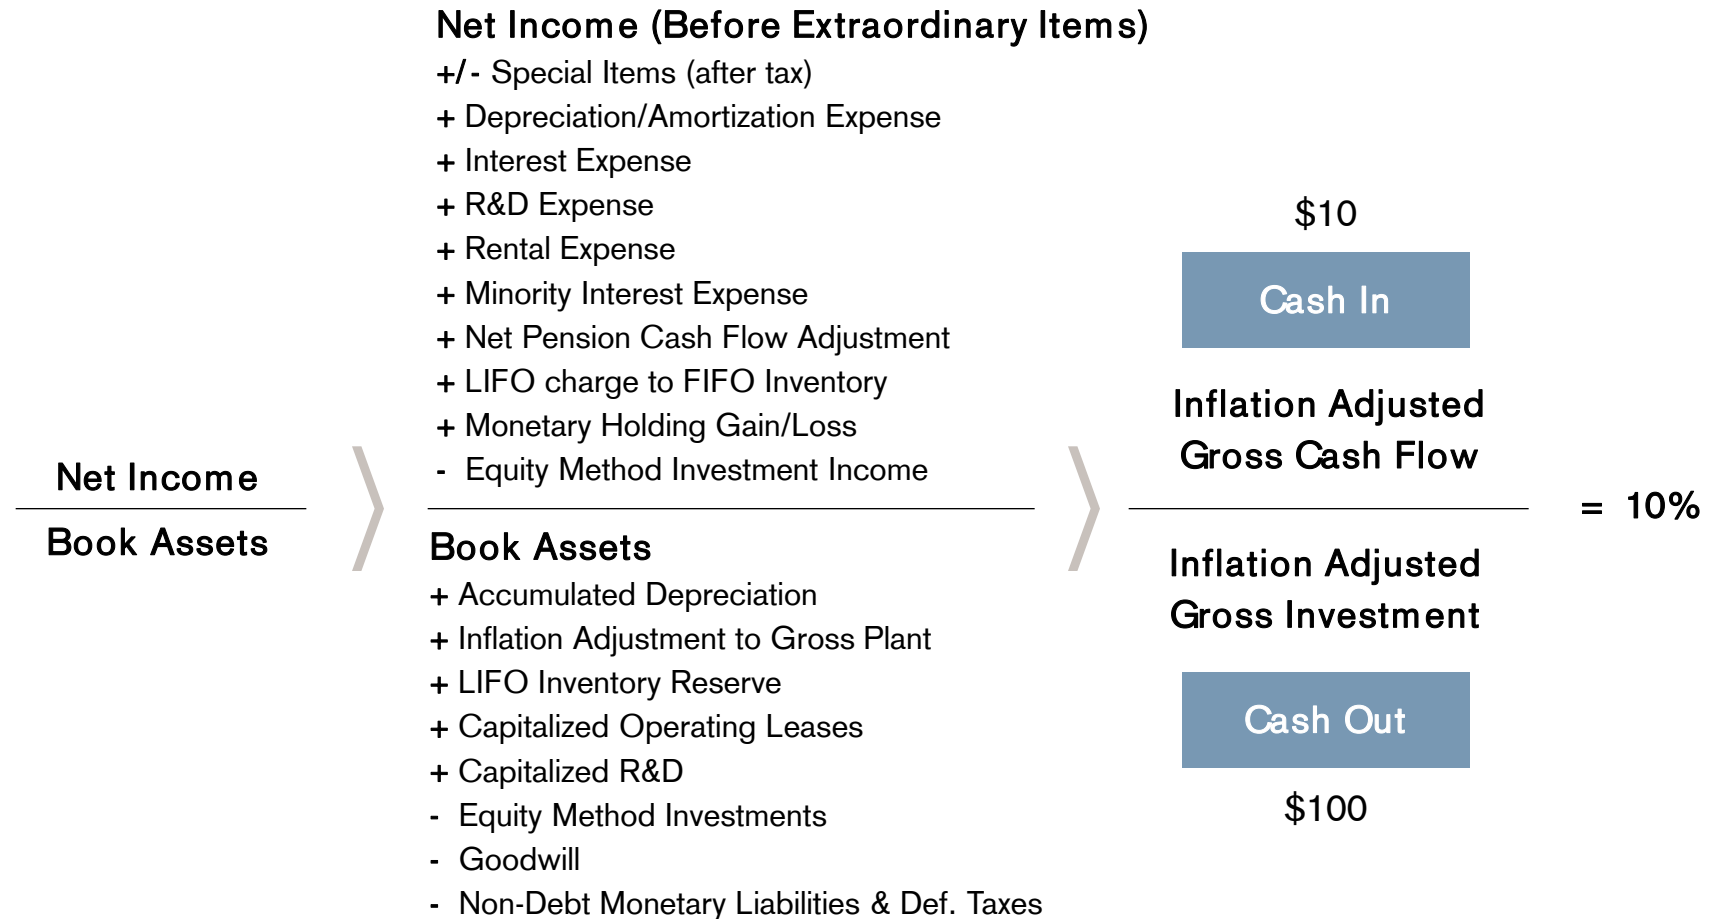 Net Income
Book Assets
Net Income (Before Extraordinary Items)
+/- Special Items (after tax)
+ Depreciation/Amortization Expense
+ Interest Expense
+ R&D Expense
+ Rental Expense
+ Minority Interest Expense
+ Net Pension Cash Flow Adjustment
+ LIFO charge to FIFO Inventory
+ Monetary Holding Gain/Loss
- Equity Method Investment Income
Book Assets
+ Accumulated Depreciation
+ Inflation Adjustment to Gross Plant
+ LIFO Inventory Reserve
+ Capitalized Operating Leases
+ Capitalized R&D
- Equity Method Investments
- Goodwill
- Non-Debt Monetary Liabilities & Def. Taxes
$10
Cash In
Inflation Adjusted
Gross Cash Flow
Inflation Adjusted
Gross Investment
Cash Out
$100
= 10%